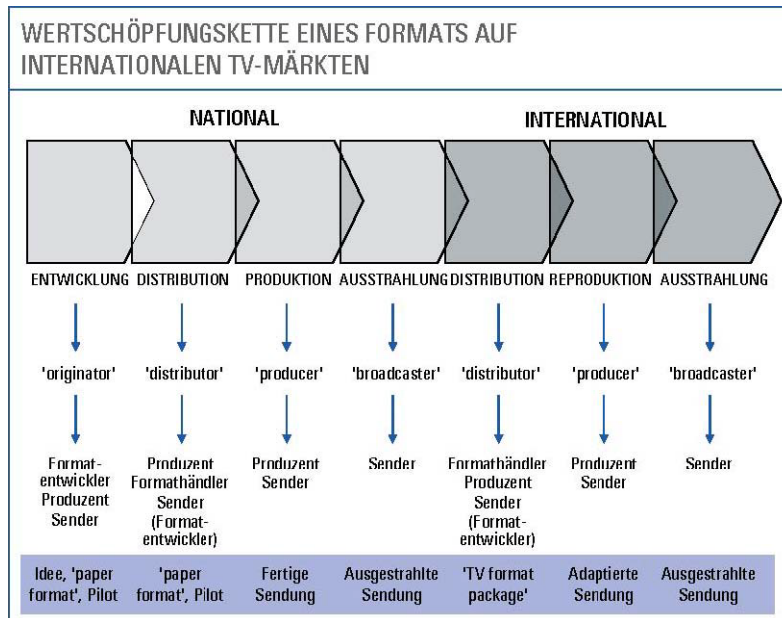 WERTSCHÖPFUNGSKETTE EINES FORMATS AUF
INTERNATIONALEN TV-MÄRKTEN
NATIONAL
INTERNATIONAL
ENTWICKLUNG
DISTRIBUTION
PRODUKTION
AUSSTRAHLUNG
DISTRIBUTION
REPRODUKTION
AUSSTRAHLUNG
'originator'
'distributor'
'producer'
'broadcaster'
'distributor'
'producer'
'broadcaster'
Format-
entwickler
Produzent
Sender
Produzent
Formathändler
Sender
(Format-
entwickler)
Produzent
Sender
Sender
Formathändler
Produzent
Sender
(Format-
entwickler)
Produzent
Sender
Sender
Idee, 'paper
format', Pilot
'paper
format', Pilot
Fertige
Sendung
Ausgestrahlte
Sendung
'TV format
package'
Adaptierte
Sendung
Ausgestrahlte
Sendung